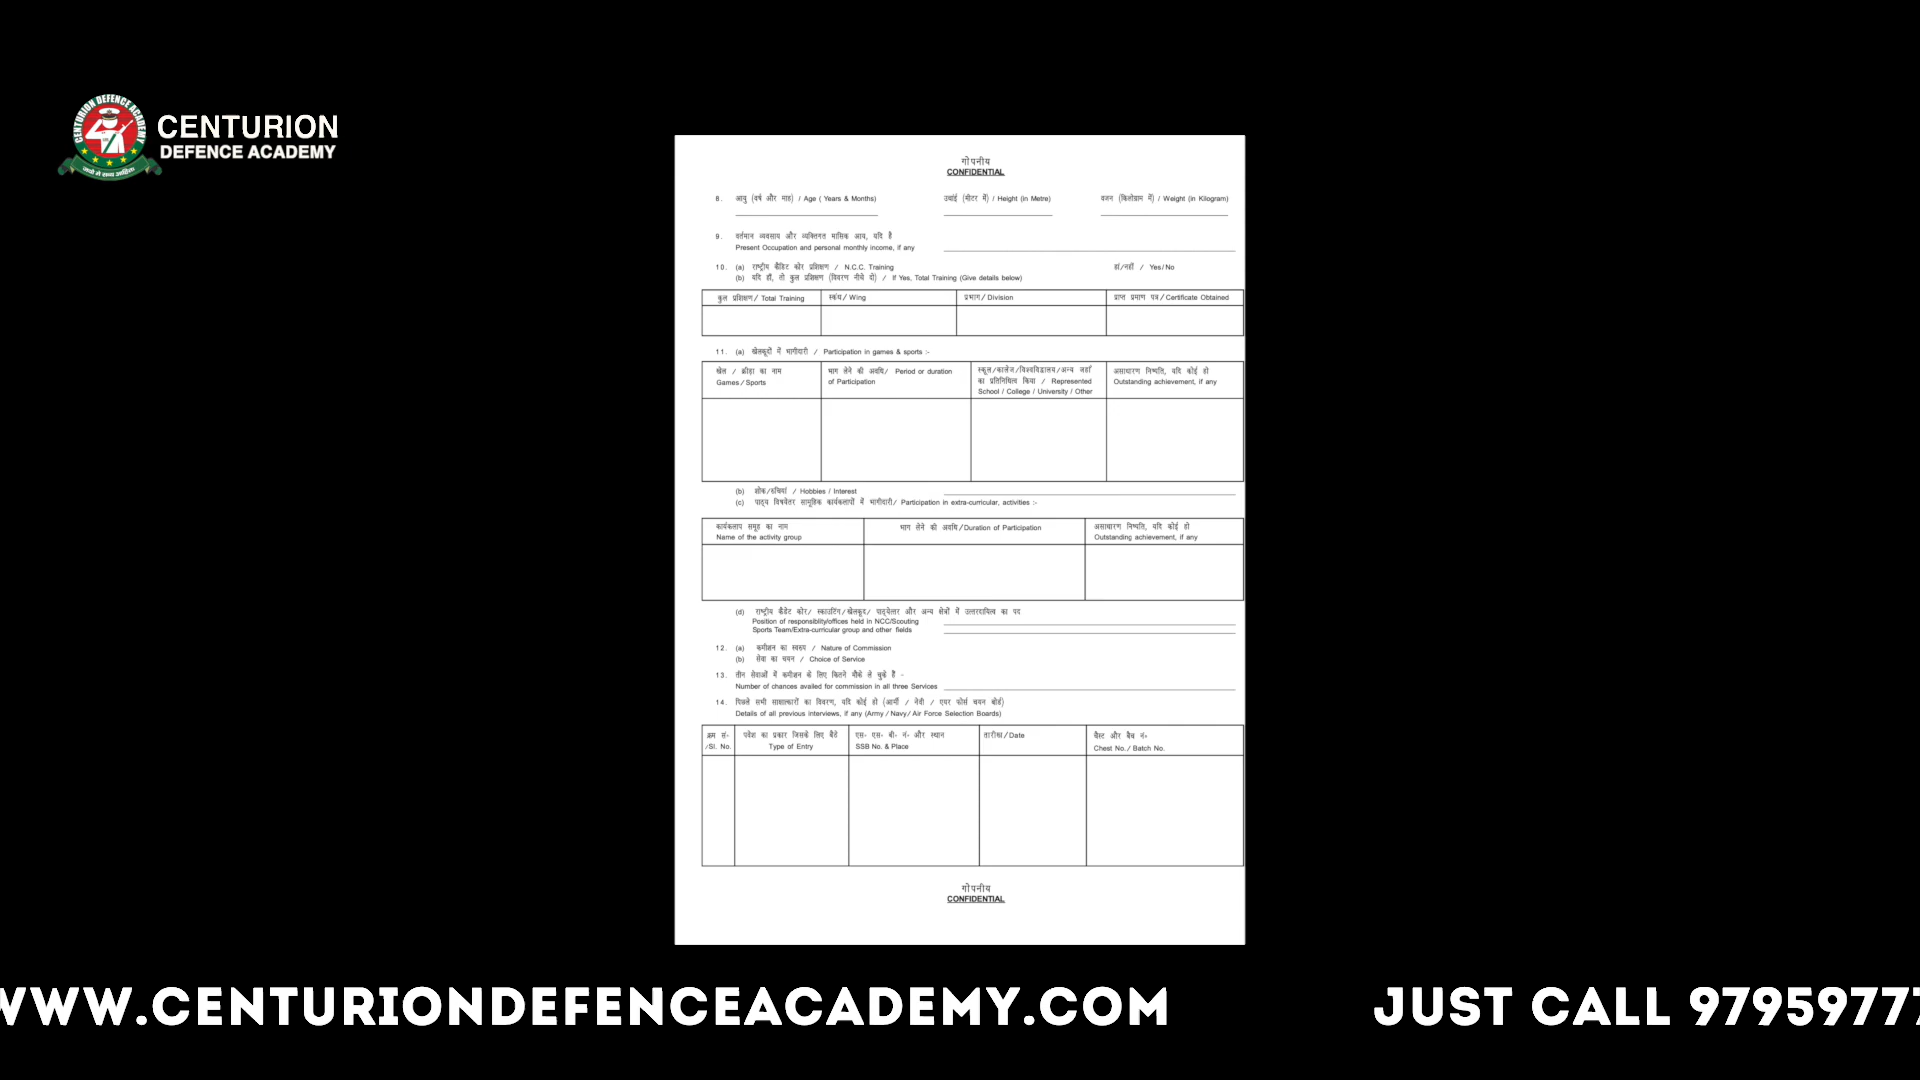 CENTURION DEFENCE ACADEMY
CENTURION
DEFENCE ACADEMY
गोपनीय
CONFIDENTIAL
8. आयु (वर्ष और माह) / Age ( Years & Months) उचांई (मीटर में) / Height (in Metre) वजन (किलोग्राम में) / Weight (in Kilogram)
9. वर्तमान व्यवसाय और व्यक्तिगत मासिक आय, यदि है
Present Occupation and personal monthly income, if any
10. (a) राष्ट्रीय कैडिट कोर प्रशिक्षण / N.C.C. Training हां/नहीं / Yes/No
(b) यदि हाँ, तो कुल प्रशिक्षण (विवरण नीचे दों) / If Yes, Total Training (Give details below)
कुल प्रशिक्षण/ Total Training स्कंध/ Wing प्रभाग/ Division प्राप्त प्रमाण पत्र/ Certificate Obtained
11. (a) खेलकूदों में भागीदारी / Participation in games & sports :-
खेल / क्रीड़ा का नाम
Games/ Sports
भाग लेने की अवधि/ Period or duration
of Participation
स्कूल/कालेज/विश्वविद्यालय/अन्य जहाँ
का प्रतिनिधित्व किया / Represented
School / College / University / Other
असाधारण निष्पति, यदि कोई हो
Outstanding achievement, if any
(b) शोक/रुचियां / Hobbies / Interest
(c) पाठ्य विषयेतर सामूहिक कार्यकलापों में भागीदारी/ Participation in extra-curricular, activities :-
कार्यकलाप समूह का नाम
Name of the activity group
भाग लेने की अवधि/Duration of Participation
असाधारण निष्पति, यदि कोई हो
Outstanding achievement, if any
(d) राष्ट्रीय कैडेट कोर/ स्काउटिंग/खेलकूद/ पाठ्येत्तर और अन्य क्षेत्रों में उत्तरदायित्व का पद
Position of responsiblity/offices held in NCC/Scouting
Sports Team/Extra-curricular group and other fields
12. (a) कमीशन का स्वरुप / Nature of Commission
(b) सेवा का चयन / Choice of Service
13. तीन सेवाओं में कमीशन के लिए कितने मौके ले चुके हैं -
Number of chances availed for commission in all three Services
14. पिछले सभी साक्षात्कारों का विवरण, यदि कोई हो (आर्मी / नेवी / एयर फोर्स चयन बोर्ड)
Details of all previous interviews, if any (Army / Navy/ Air Force Selection Boards)
क्रम सं॰
/Sl. No.
प्रवेश का प्रकार जिसके लिए बैठे
Type of Entry
एस॰ एस॰ बी॰ नं॰ और स्थान
SSB No. & Place
तारीख/Date
चैस्ट और बैच नं॰
Chest No./ Batch No.
गोपनीय
CONFIDENTIAL
WWW.CENTURIONDEFENCEACADEMY.COM JUST CALL 97959777